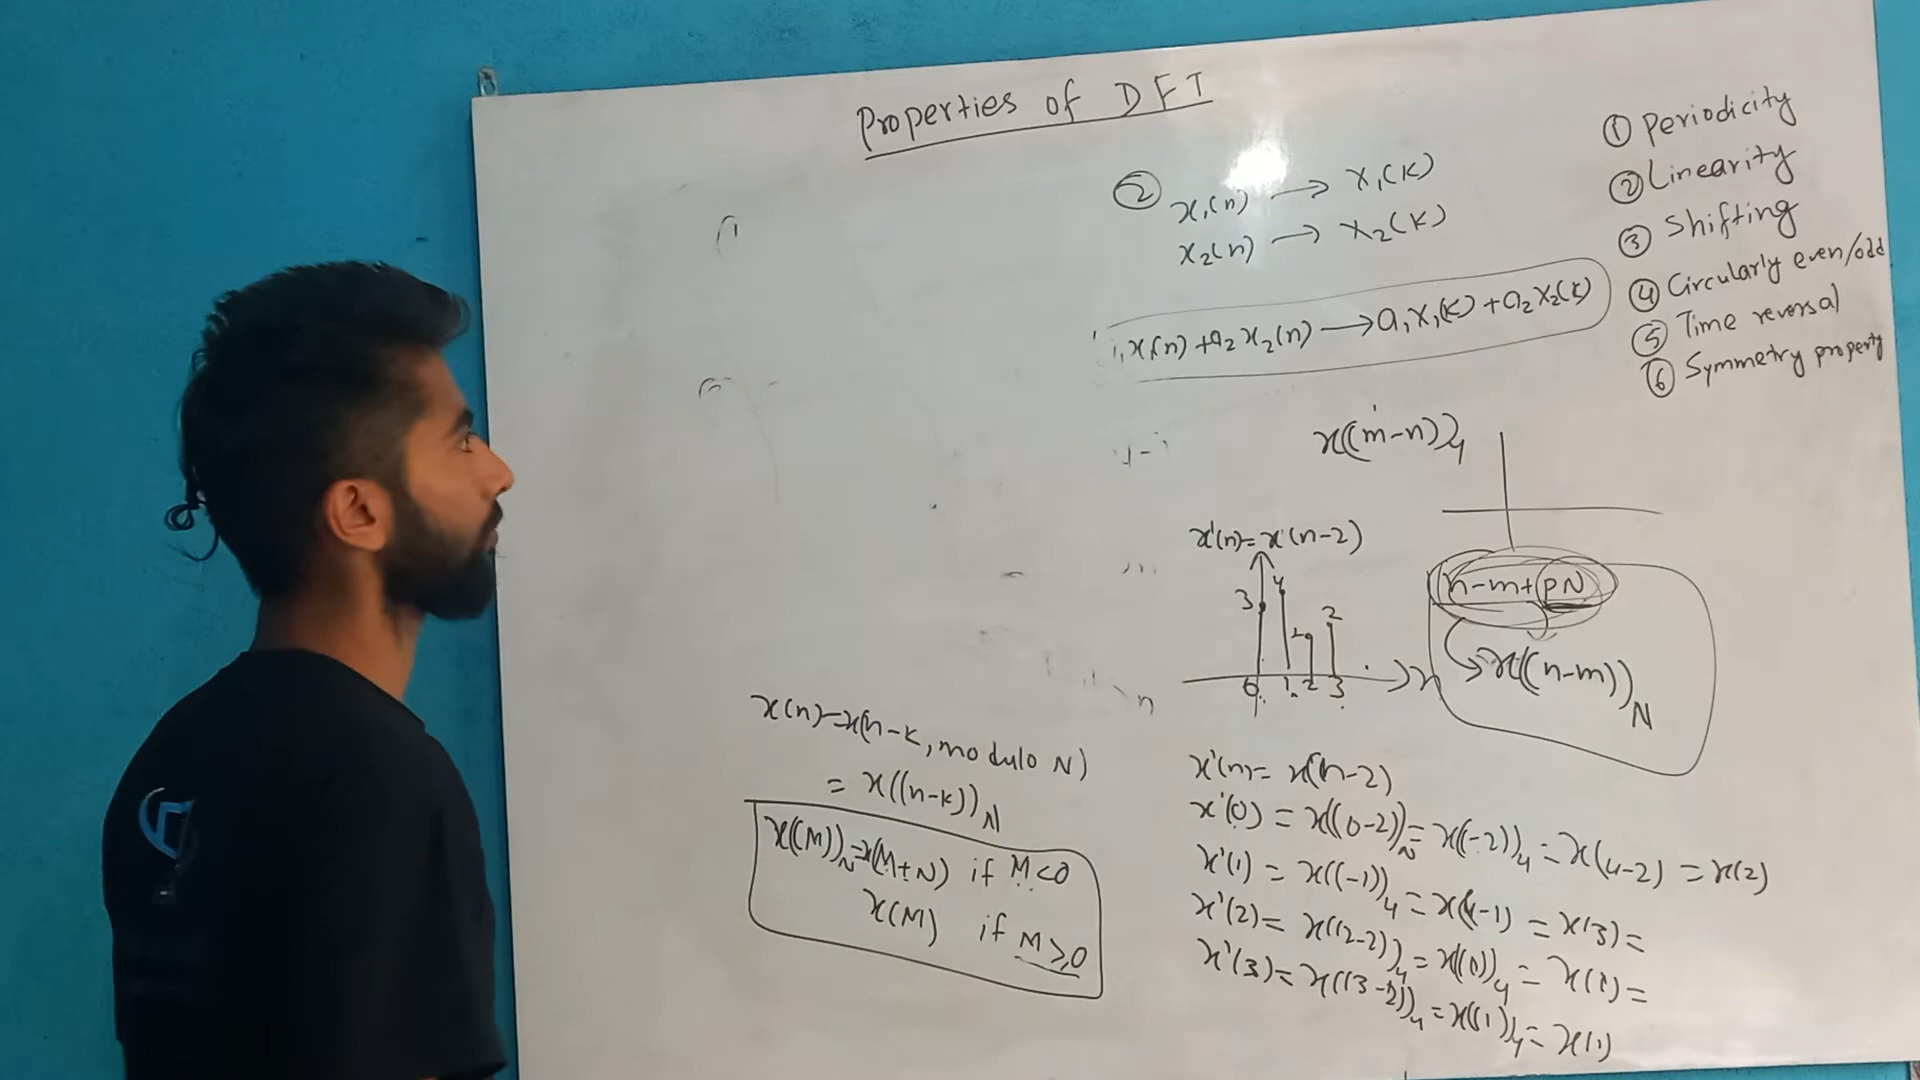 Properties of DFT
① Periodicity
② Linearity
③ Shifting
④ Circularly even/odd
⑤ Time reversal
⑥ Symmetry property
② x₁(n) → X₁(K)
x₂(n) → X₂(K)
₁x₁(n) + a₂x₂(n) → a₁X₁(K) + a₂X₂(K)
x((m-n))₄
x'(n) = x(n-2)
3 4 1 2
0 1 2 3 n
n-m+pN
x((n-m))N
x(n) = x(n-k, modulo N)
= x((n-k))N
x((M))N = x(M+N) if M<0
x(M) if M≥0
x'(n) = x(n-2)
x'(0) = x((0-2))N = x((-2))₄ = x(4-2) = x(2)
x'(1) = x((-1))₄ = x(4-1) = x(3) =
x'(2) = x((2-2))₄ = x((0))₄ =
x'(3) = x((3-2))₄ = x((1))₄ = x(1)